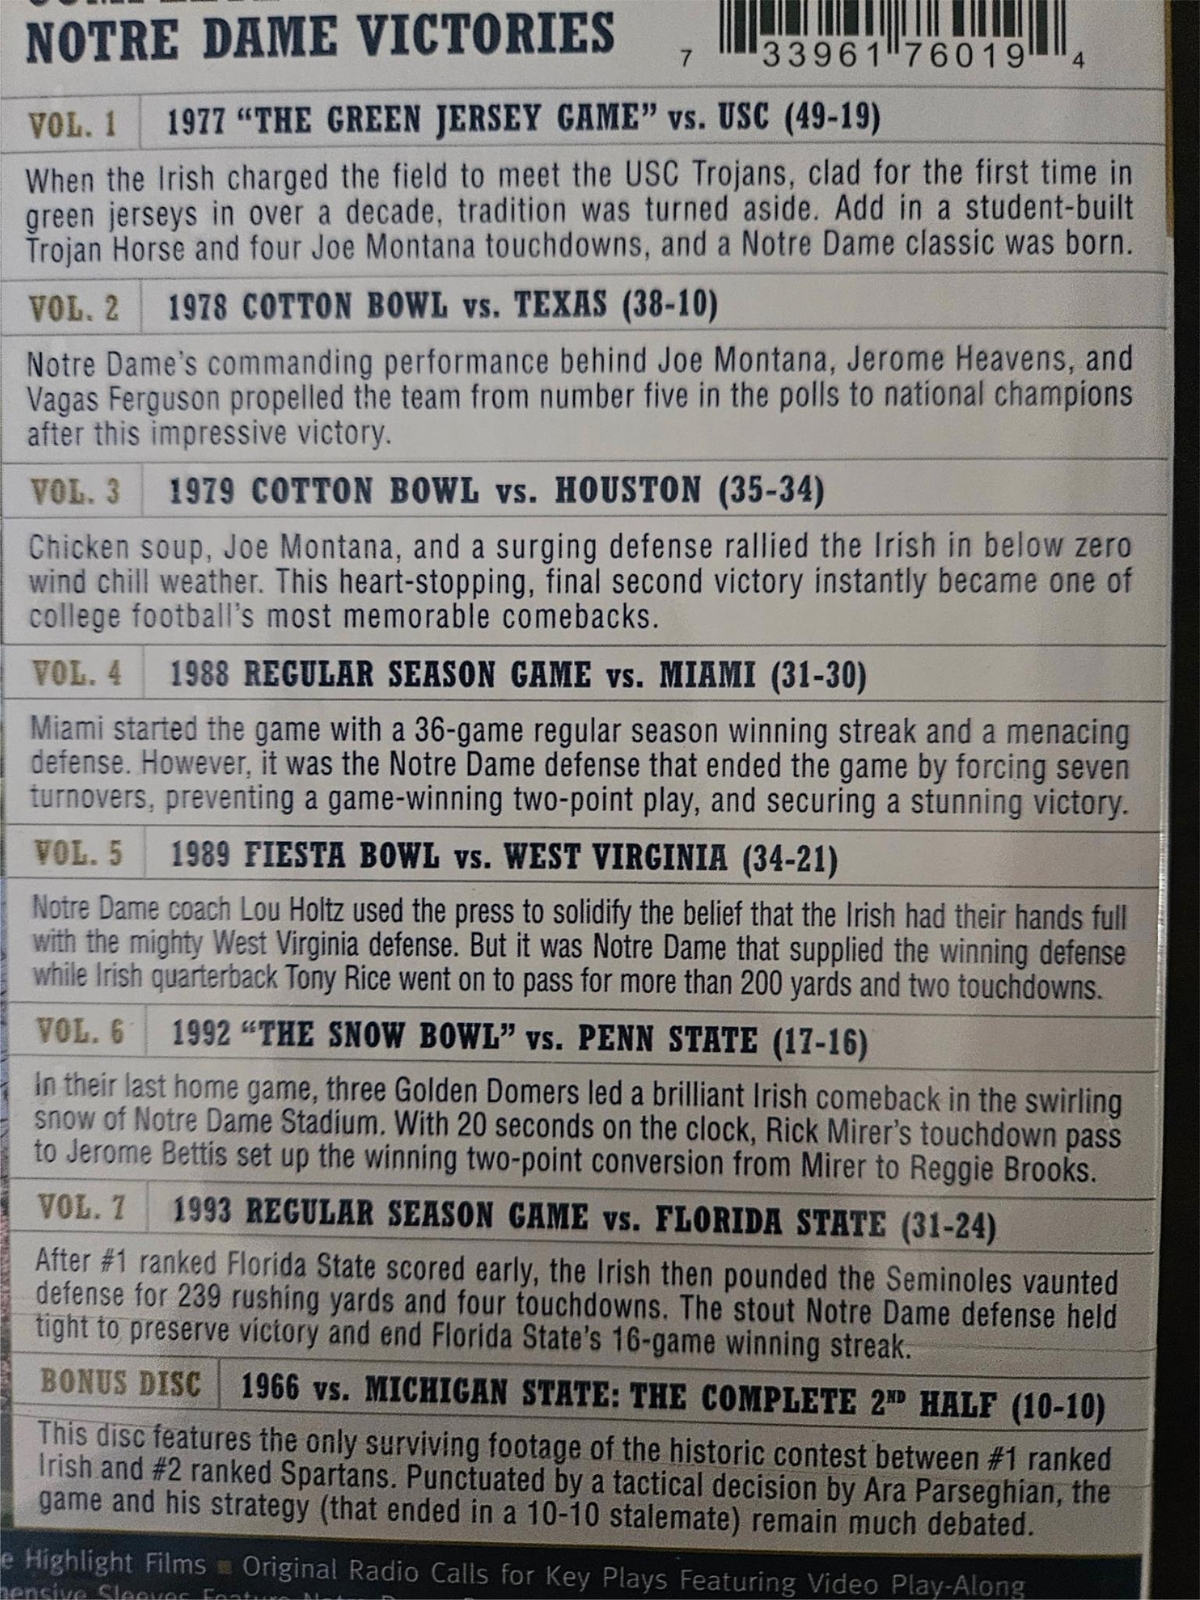 NOTRE DAME VICTORIES
7 33961 76019 4
VOL. 1 1977 “THE GREEN JERSEY GAME” vs. USC (49-19)
When the Irish charged the field to meet the USC Trojans, clad for the first time in
green jerseys in over a decade, tradition was turned aside. Add in a student-built
Trojan Horse and four Joe Montana touchdowns, and a Notre Dame classic was born.
VOL. 2 1978 COTTON BOWL vs. TEXAS (38-10)
Notre Dame’s commanding performance behind Joe Montana, Jerome Heavens, and
Vagas Ferguson propelled the team from number five in the polls to national champions
after this impressive victory.
VOL. 3 1979 COTTON BOWL vs. HOUSTON (35-34)
Chicken soup, Joe Montana, and a surging defense rallied the Irish in below zero
wind chill weather. This heart-stopping, final second victory instantly became one of
college football’s most memorable comebacks.
VOL. 4 1988 REGULAR SEASON GAME vs. MIAMI (31-30)
Miami started the game with a 36-game regular season winning streak and a menacing
defense. However, it was the Notre Dame defense that ended the game by forcing seven
turnovers, preventing a game-winning two-point play, and securing a stunning victory.
VOL. 5 1989 FIESTA BOWL vs. WEST VIRGINIA (34-21)
Notre Dame coach Lou Holtz used the press to solidify the belief that the Irish had their hands full
with the mighty West Virginia defense. But it was Notre Dame that supplied the winning defense
while Irish quarterback Tony Rice went on to pass for more than 200 yards and two touchdowns.
VOL. 6 1992 “THE SNOW BOWL” vs. PENN STATE (17-16)
In their last home game, three Golden Domers led a brilliant Irish comeback in the swirling
snow of Notre Dame Stadium. With 20 seconds on the clock, Rick Mirer’s touchdown pass
to Jerome Bettis set up the winning two-point conversion from Mirer to Reggie Brooks.
VOL. 7 1993 REGULAR SEASON GAME vs. FLORIDA STATE (31-24)
After #1 ranked Florida State scored early, the Irish then pounded the Seminoles vaunted
defense for 239 rushing yards and four touchdowns. The stout Notre Dame defense held
tight to preserve victory and end Florida State’s 16-game winning streak.
BONUS DISC 1966 vs. MICHIGAN STATE: THE COMPLETE 2ND HALF (10-10)
This disc features the only surviving footage of the historic contest between #1 ranked
Irish and #2 ranked Spartans. Punctuated by a tactical decision by Ara Parseghian, the
game and his strategy (that ended in a 10-10 stalemate) remain much debated.
e Highlight Films ■ Original Radio Calls for Key Plays Featuring Video Play-Along